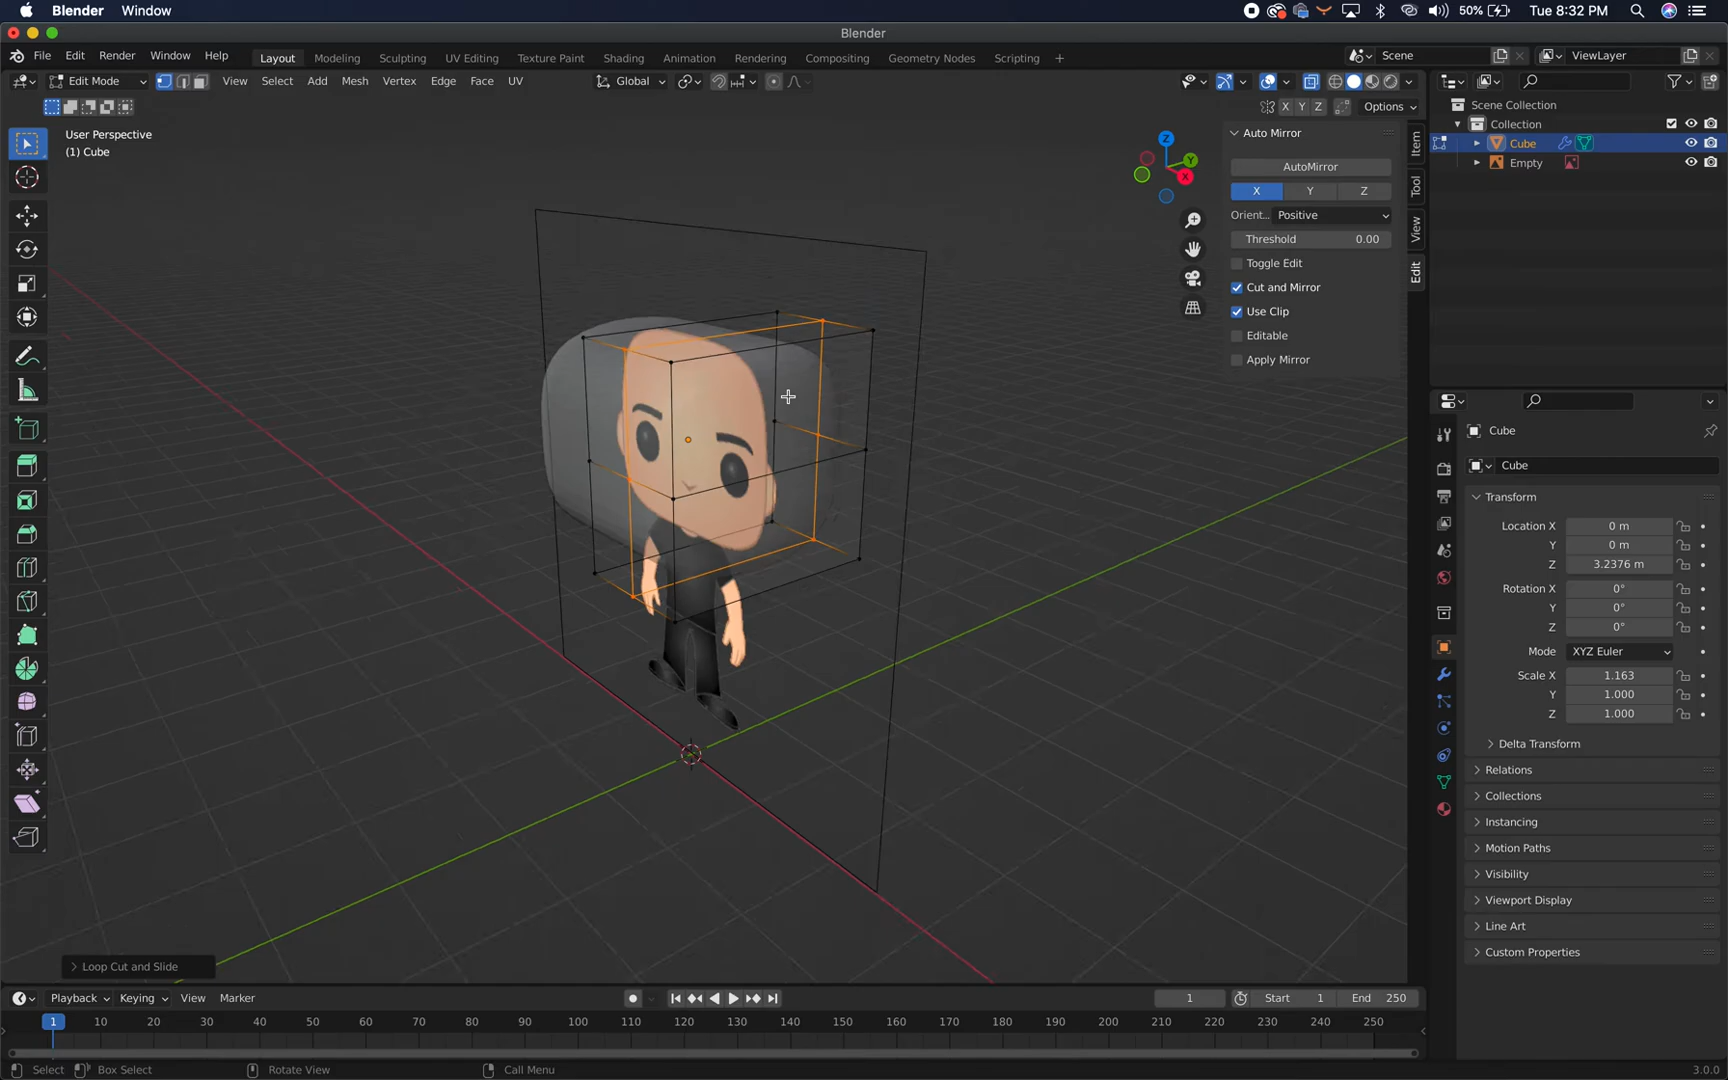 Blender Window 50% Tue 8:32 PM
Blender
File Edit Render Window Help Layout Modeling Sculpting UV Editing Texture Paint Shading Animation Rendering Compositing Geometry Nodes Scripting + Scene ViewLayer
Edit Mode View Select Add Mesh Vertex Edge Face UV Global
X Y Z Options
User Perspective
(1) Cube
Z Y X
Auto Mirror
AutoMirror
X Y Z
Orient... Positive
Threshold 0.00
Toggle Edit
Cut and Mirror
Use Clip
Editable
Apply Mirror
Item
Tool
View
Edit
Scene Collection
Collection
Cube
Empty
Cube
Cube
Transform
Location X 0 m
Y 0 m
Z 3.2376 m
Rotation X 0°
Y 0°
Z 0°
Mode XYZ Euler
Scale X 1.163
Y 1.000
Z 1.000
Delta Transform
Relations
Collections
Instancing
Motion Paths
Visibility
Viewport Display
Line Art
Custom Properties
Loop Cut and Slide
Playback Keying View Marker 1 Start 1 End 250
1 10 20 30 40 50 60 70 80 90 100 110 120 130 140 150 160 170 180 190 200 210 220 230 240 250
Select Box Select Rotate View Call Menu 3.0.0